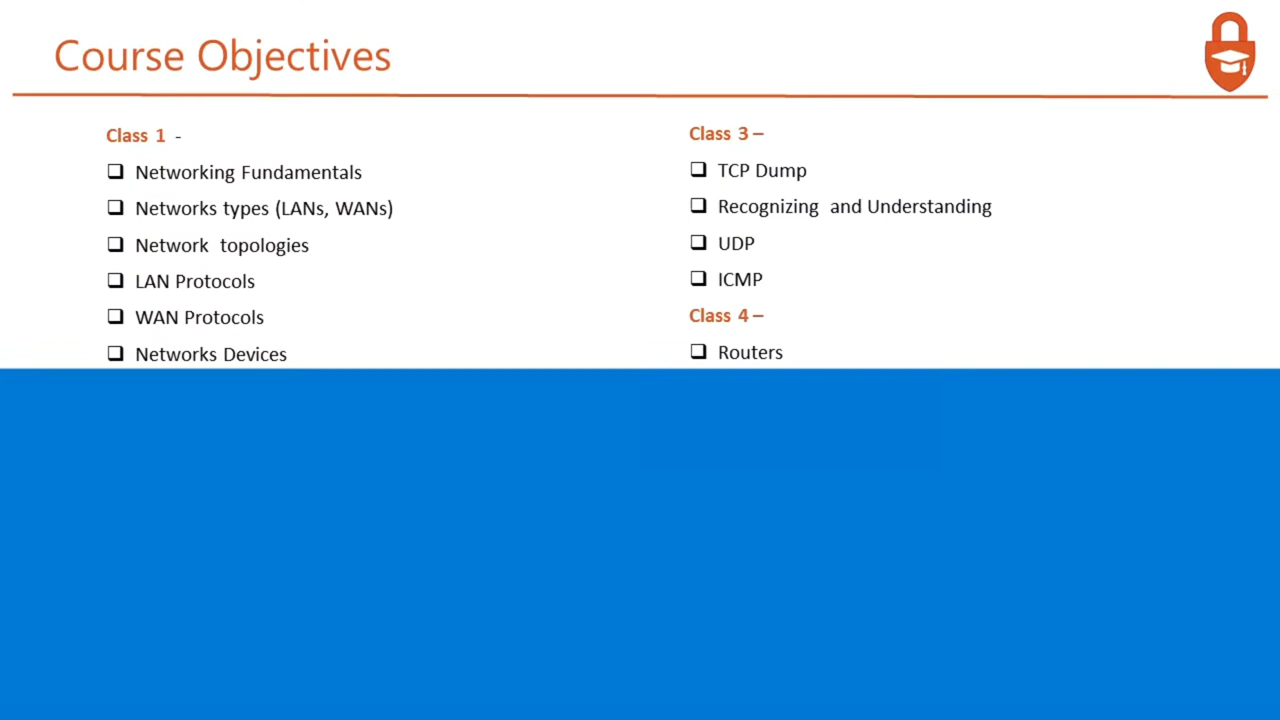 Course Objectives
Class 1 -
Networking Fundamentals
Networks types (LANs, WANs)
Network topologies
LAN Protocols
WAN Protocols
Networks Devices
Class 3 –
TCP Dump
Recognizing and Understanding
UDP
ICMP
Class 4 –
Routers